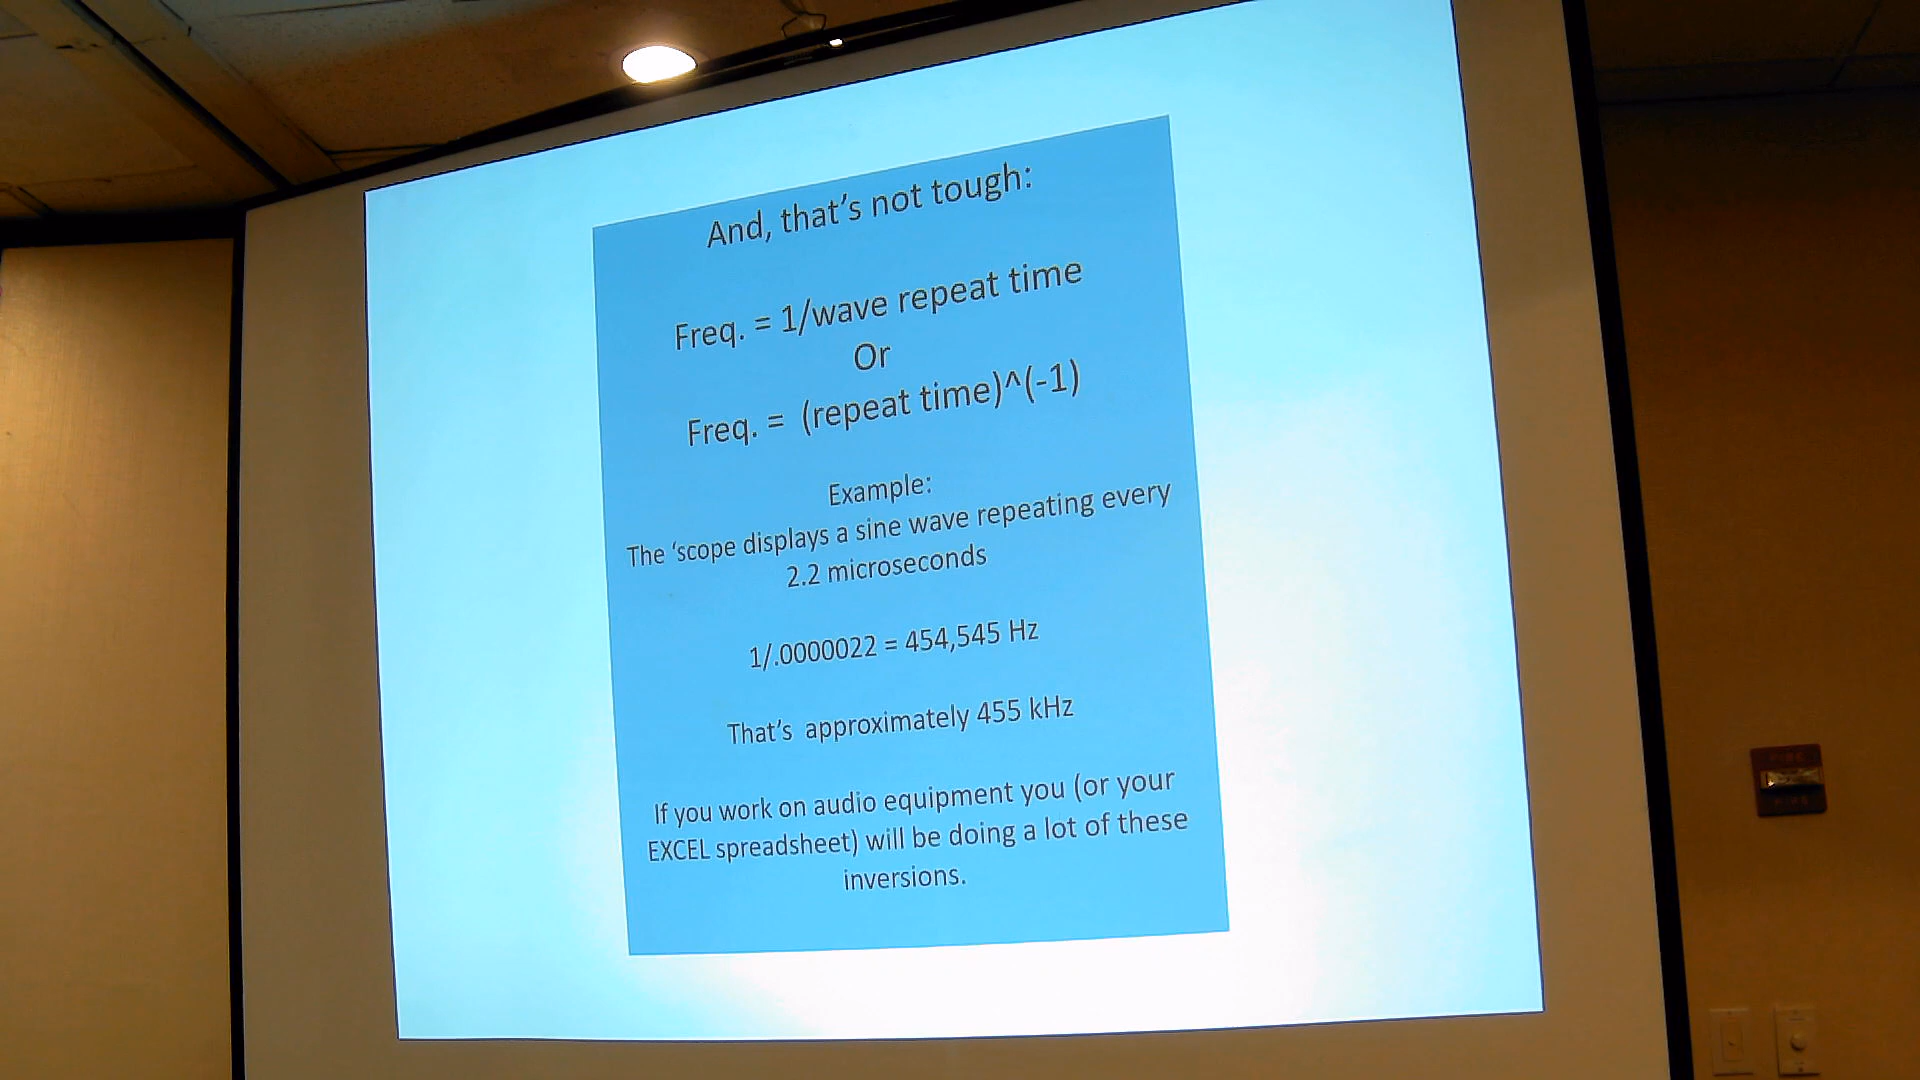 And, that's not tough:
Freq. = 1/wave repeat time
Or
Freq. = (repeat time)^(-1)
Example:
The 'scope displays a sine wave repeating every
2.2 microseconds
1/.0000022 = 454,545 Hz
That's approximately 455 kHz
If you work on audio equipment you (or your
EXCEL spreadsheet) will be doing a lot of these
inversions.
FIRE